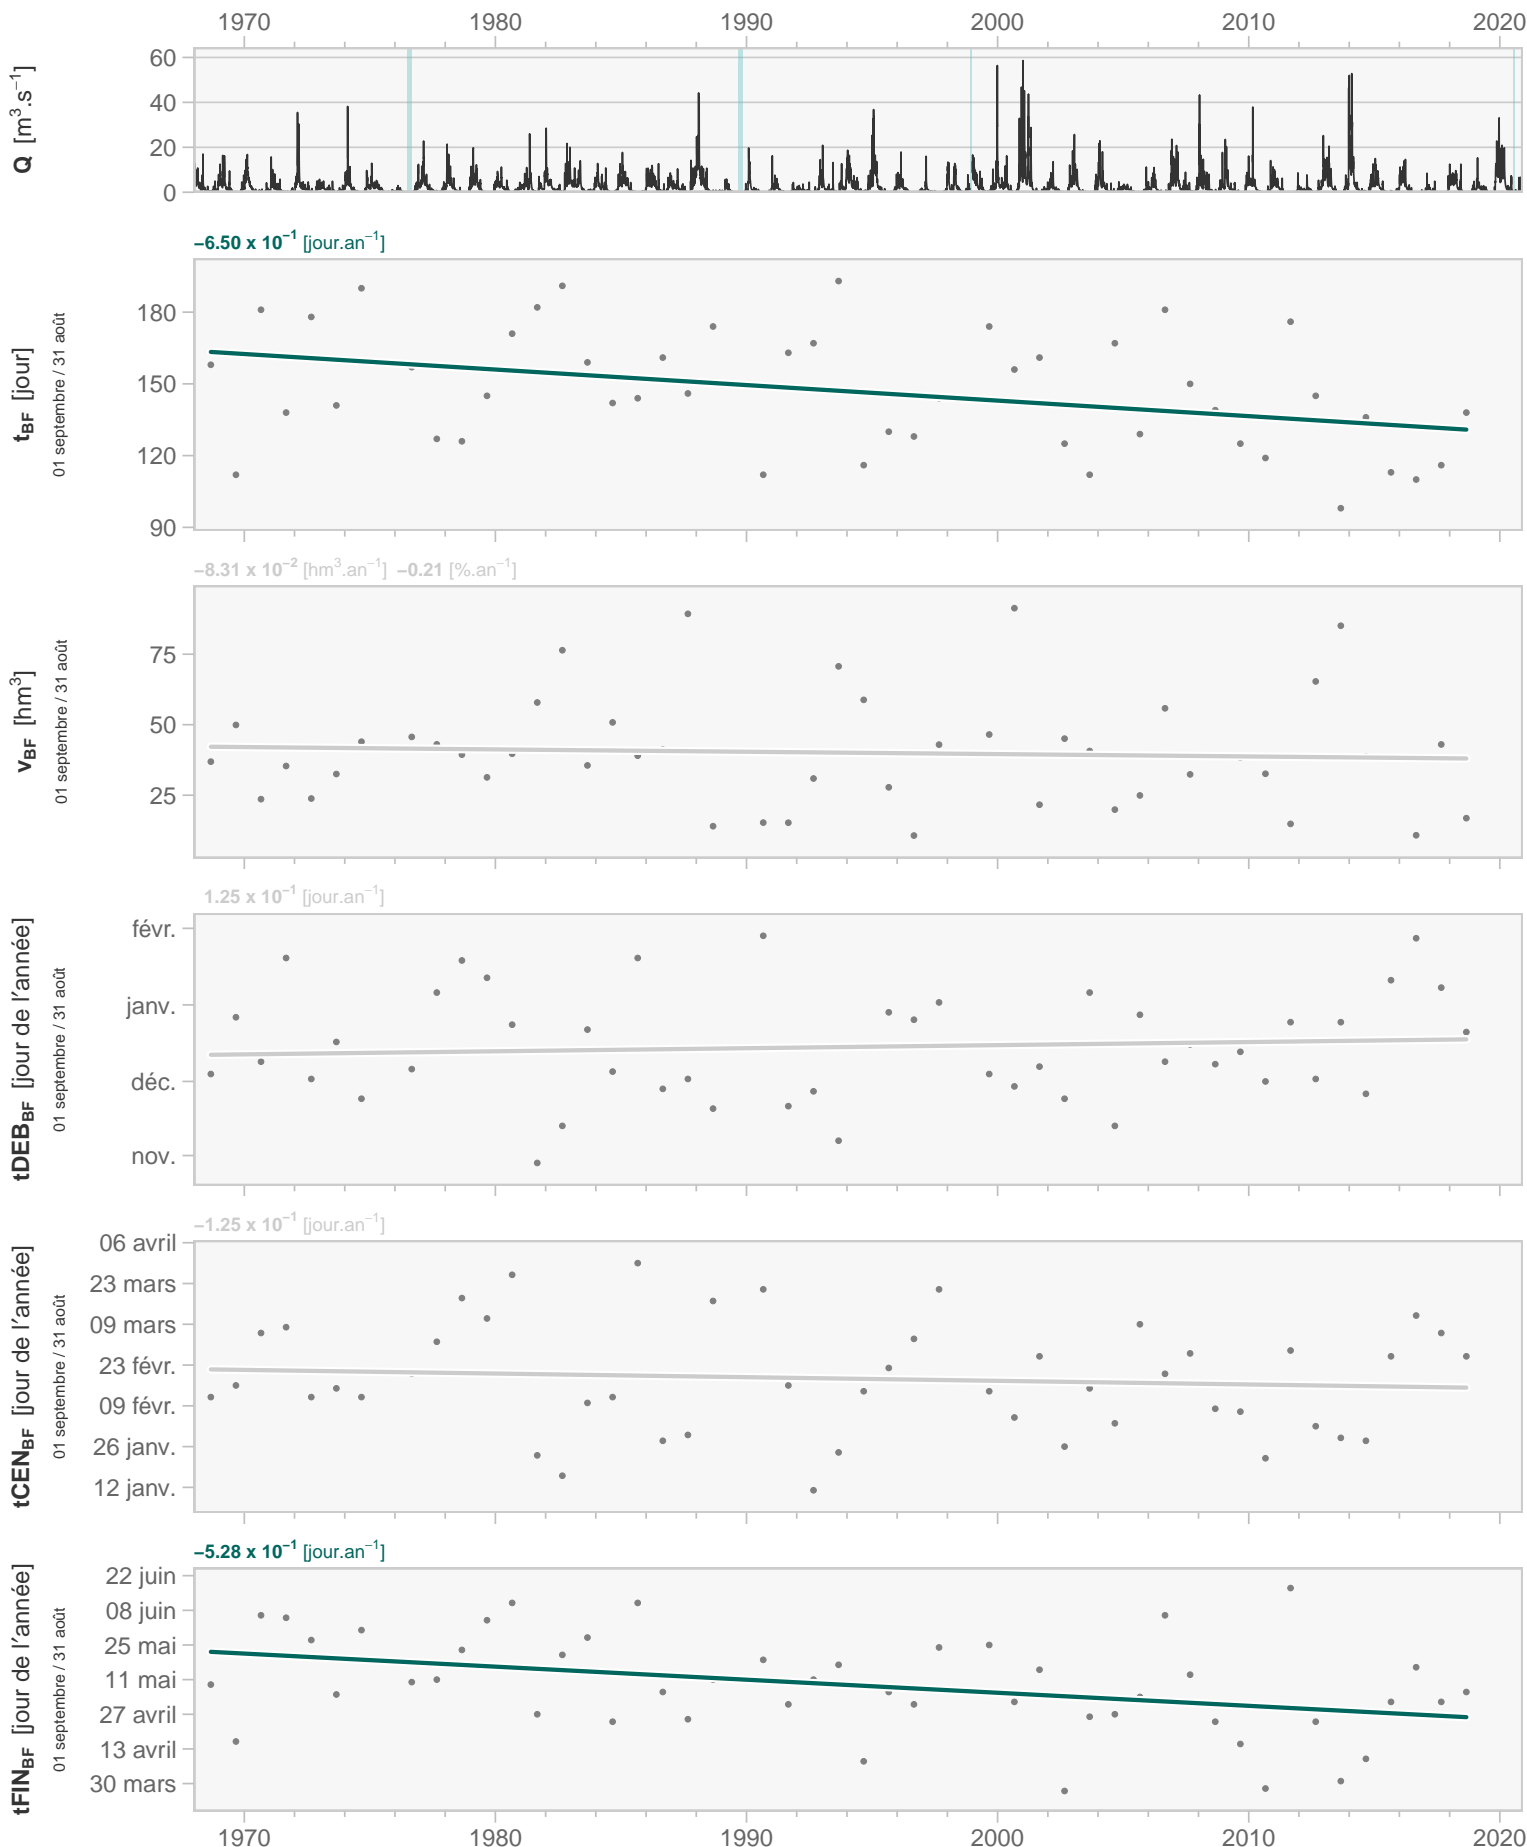 1970 1980 1990 2000 2010 2020
Q [m³.s⁻¹]
60
40
20
0
−6.50 x 10⁻¹ [jour.an⁻¹]
tBF [jour]
01 septembre / 31 août
180
150
120
90
−8.31 x 10⁻² [hm³.an⁻¹] −0.21 [%.an⁻¹]
vBF [hm³]
01 septembre / 31 août
75
50
25
1.25 x 10⁻¹ [jour.an⁻¹]
tDEBBF [jour de l'année]
01 septembre / 31 août
févr.
janv.
déc.
nov.
−1.25 x 10⁻¹ [jour.an⁻¹]
tCENBF [jour de l'année]
01 septembre / 31 août
06 avril
23 mars
09 mars
23 févr.
09 févr.
26 janv.
12 janv.
−5.28 x 10⁻¹ [jour.an⁻¹]
tFINBF [jour de l'année]
01 septembre / 31 août
22 juin
08 juin
25 mai
11 mai
27 avril
13 avril
30 mars
1970 1980 1990 2000 2010 2020